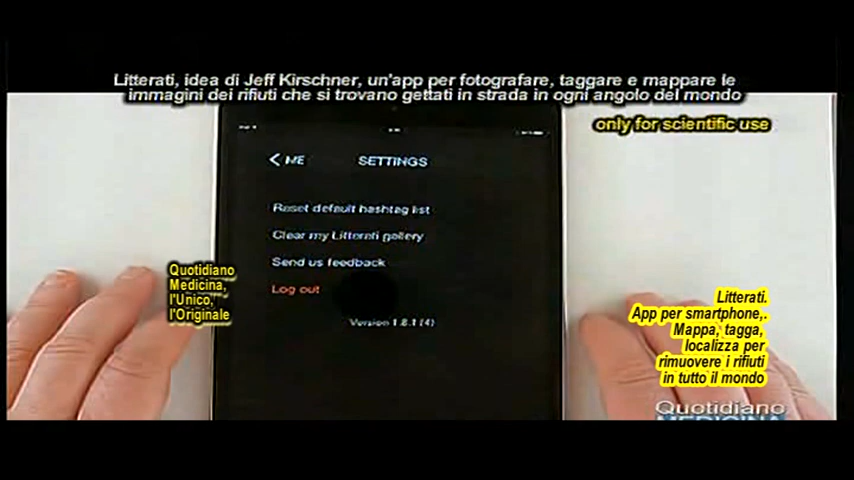 Litterati, idea di Jeff Kirschner, un'app per fotografare, taggare e mappare le
immagini dei rifiuti che si trovano gettati in strada in ogni angolo del mondo
only for scientific use
< ME SETTINGS
Reset default hashtag list
Clear my Litterati gallery
Send us feedback
Log out
Version 1.8.1 (4)
Quotidiano
Medicina,
l'Unico,
l'Originale
Litterati.
App per smartphone,.
Mappa, tagga,
localizza per
rimuovere i rifiuti
in tutto il mondo
Quotidiano
MEDICINA